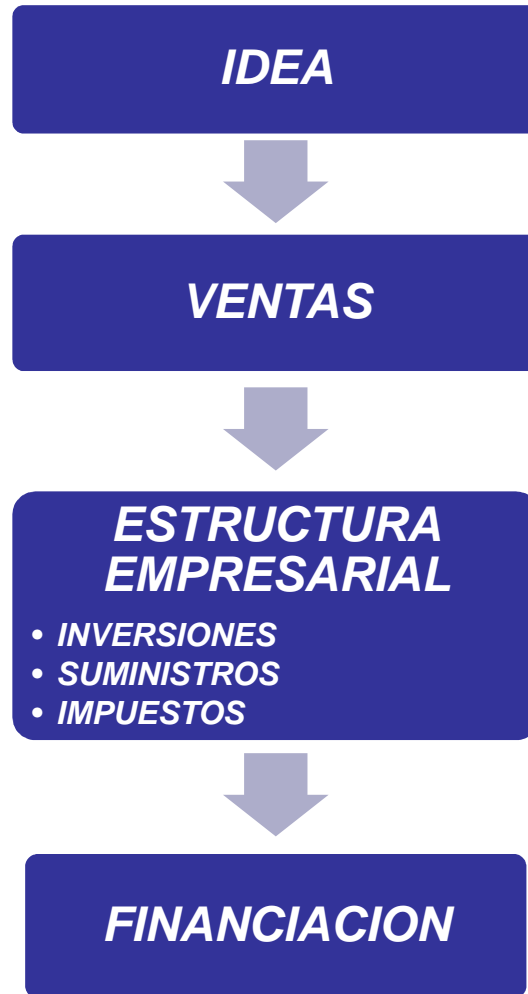 IDEA
VENTAS
ESTRUCTURA
EMPRESARIAL
• INVERSIONES
• SUMINISTROS
• IMPUESTOS
FINANCIACION